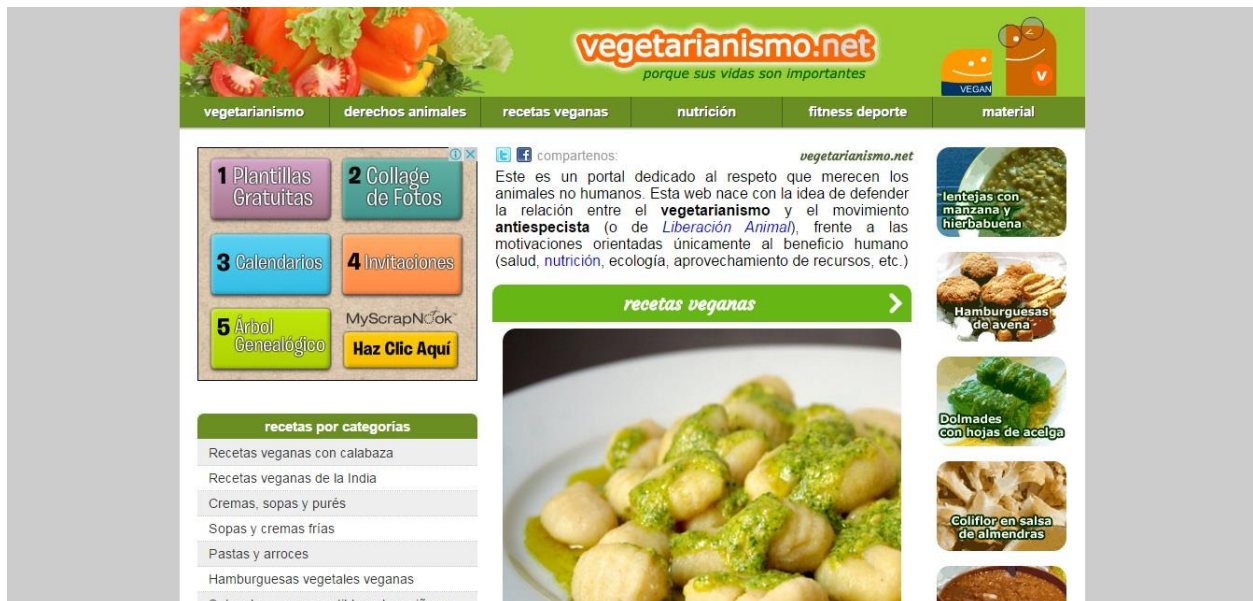 vegetarianismo.net
porque sus vidas son importantes
VEGAN
V
vegetarianismo
derechos animales
recetas veganas
nutrición
fitness deporte
material
1 Plantillas
Gratuitas
2 Collage
de Fotos
3 Calendarios
4 Invitaciones
5 Árbol
Genealógico
MyScrapNook™
Haz Clic Aquí
recetas por categorías
Recetas veganas con calabaza
Recetas veganas de la India
Cremas, sopas y purés
Sopas y cremas frías
Pastas y arroces
Hamburguesas vegetales veganas
compartenos:
vegetarianismo.net
Este es un portal dedicado al respeto que merecen los
animales no humanos. Esta web nace con la idea de defender
la relación entre el vegetarianismo y el movimiento
antiespecista (o de Liberación Animal), frente a las
motivaciones orientadas únicamente al beneficio humano
(salud, nutrición, ecología, aprovechamiento de recursos, etc.)
recetas veganas
lentejas con
manzana y
hierbabuena
Hamburguesas
de avena
Dolmades
con hojas de acelga
Coliflor en salsa
de almendras